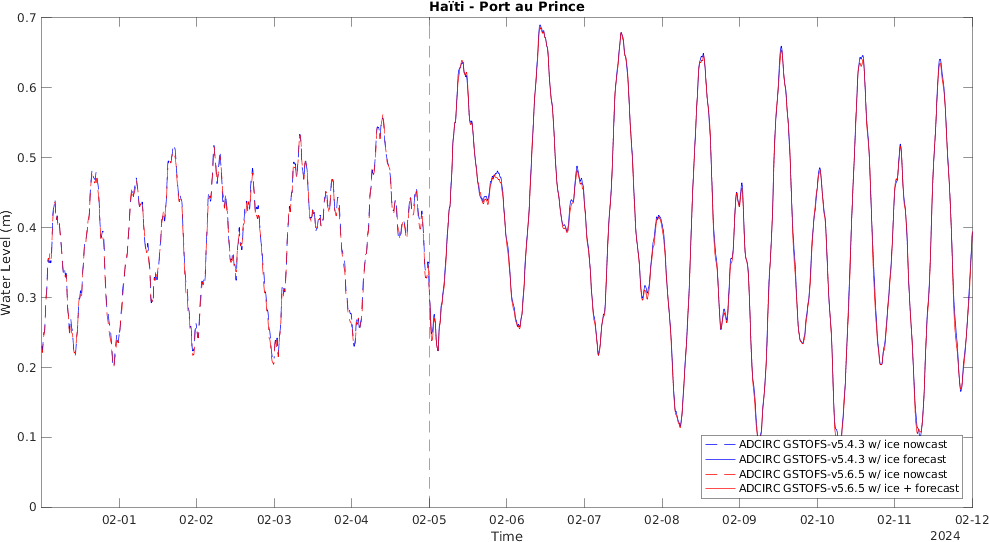 Haïti - Port au Prince
0.7
0.6
0.5
0.4
0.3
0.2
0.1
0
Water Level (m)
ADCIRC GSTOFS-v5.4.3 w/ ice nowcast
ADCIRC GSTOFS-v5.4.3 w/ ice forecast
ADCIRC GSTOFS-v5.6.5 w/ ice nowcast
ADCIRC GSTOFS-v5.6.5 w/ ice + forecast
02-01 02-02 02-03 02-04 02-05 02-06 02-07 02-08 02-09 02-10 02-11 02-12
Time
2024